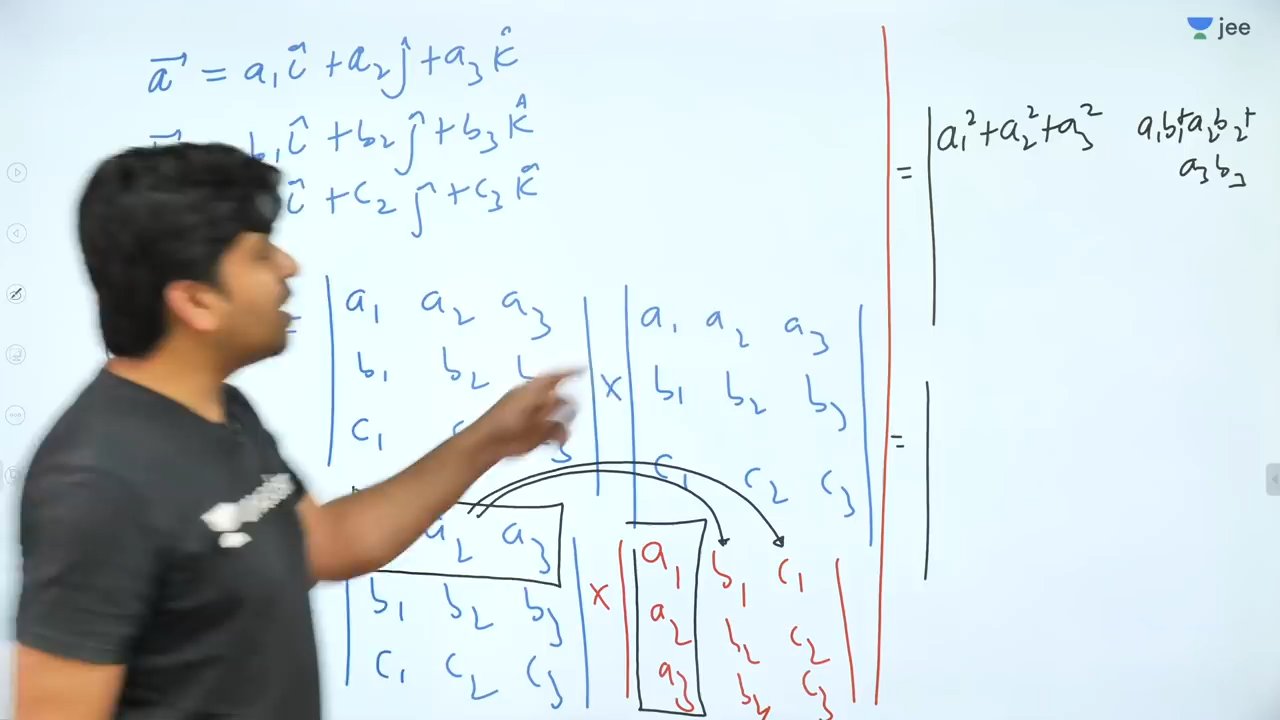 jee
a⃗ = a₁î + a₂ĵ + a₃k̂
b₁î + b₂ĵ + b₃k̂
î + c₂ĵ + c₃k̂
= | a₁ a₂ a₃ | × | a₁ a₂ a₃ |
| b₁ b₂ b | | b₁ b₂ b₃ |
| c₁ c 3 | | c₁ c₂ c₃ |
a₂ a₃ | × | a₁ b₁ c₁ |
| b₁ b₂ b₃ | | a₂ b₂ c₂ |
| c₁ c₂ c₃ | | a₃ b₃ c₃ |
= | a₁² + a₂² + a₃² a₁b₁ + a₂b₂ +
a₃b₃
= |